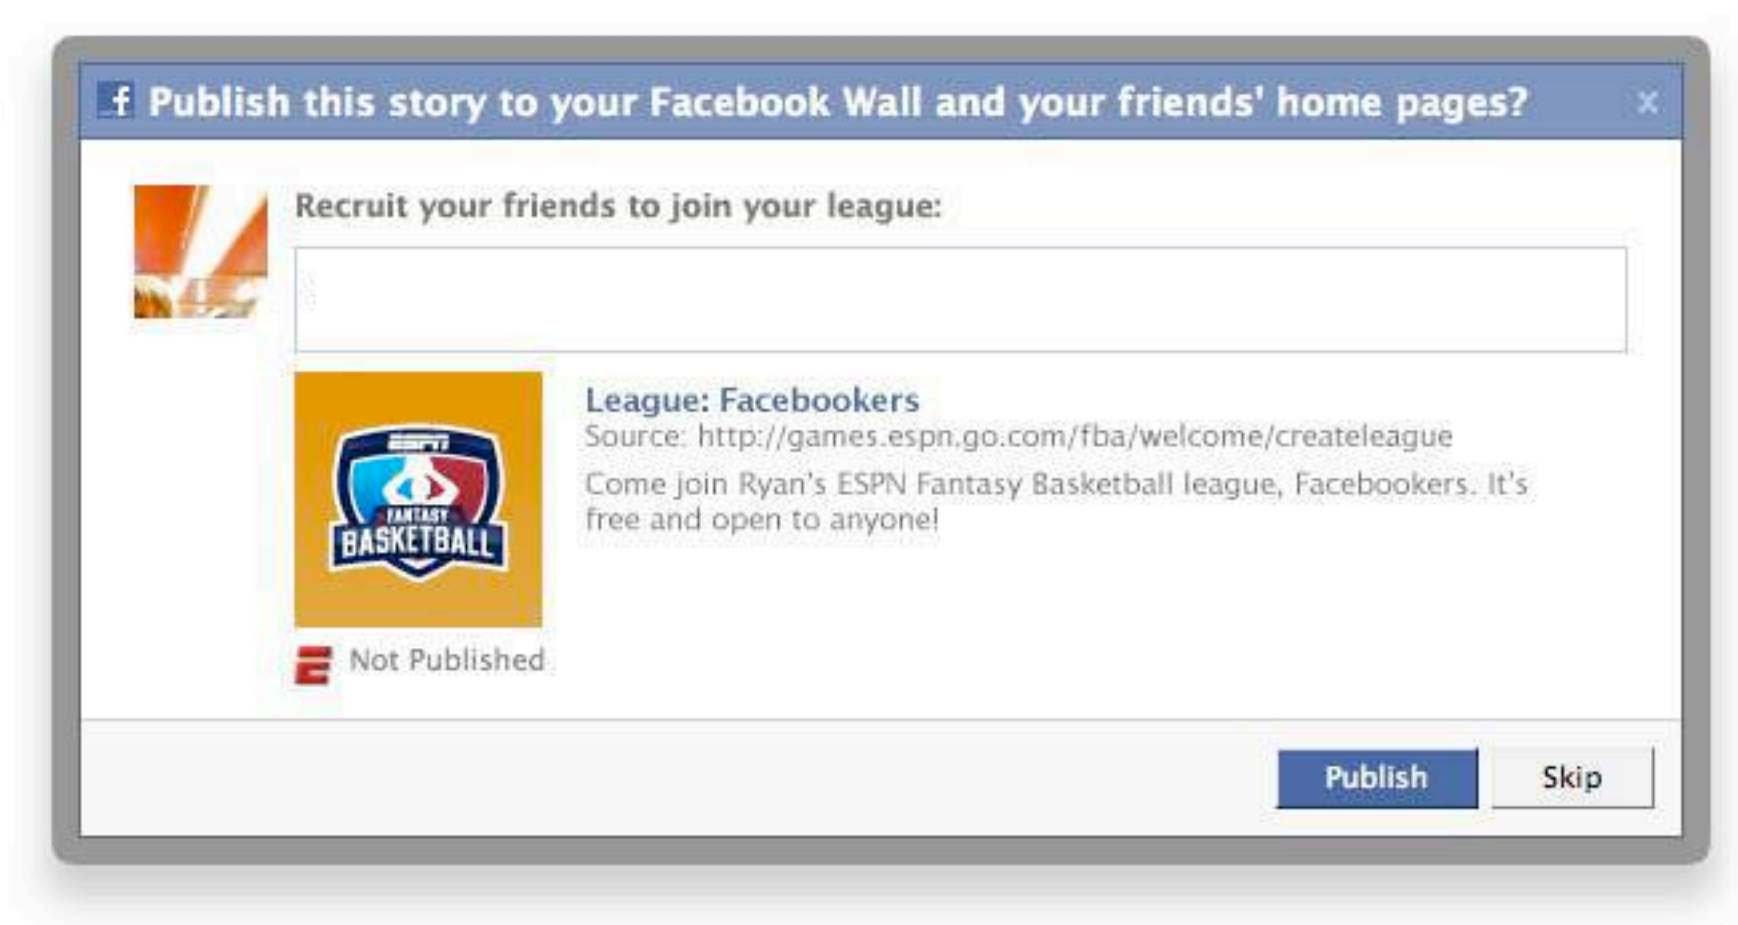 f Publish this story to your Facebook Wall and your friends' home pages? ×
Recruit your friends to join your league:
ESPN
FANTASY
BASKETBALL
League: Facebookers
Source: http://games.espn.go.com/fba/welcome/createleague
Come join Ryan's ESPN Fantasy Basketball league, Facebookers. It's
free and open to anyone!
Not Published
Publish Skip